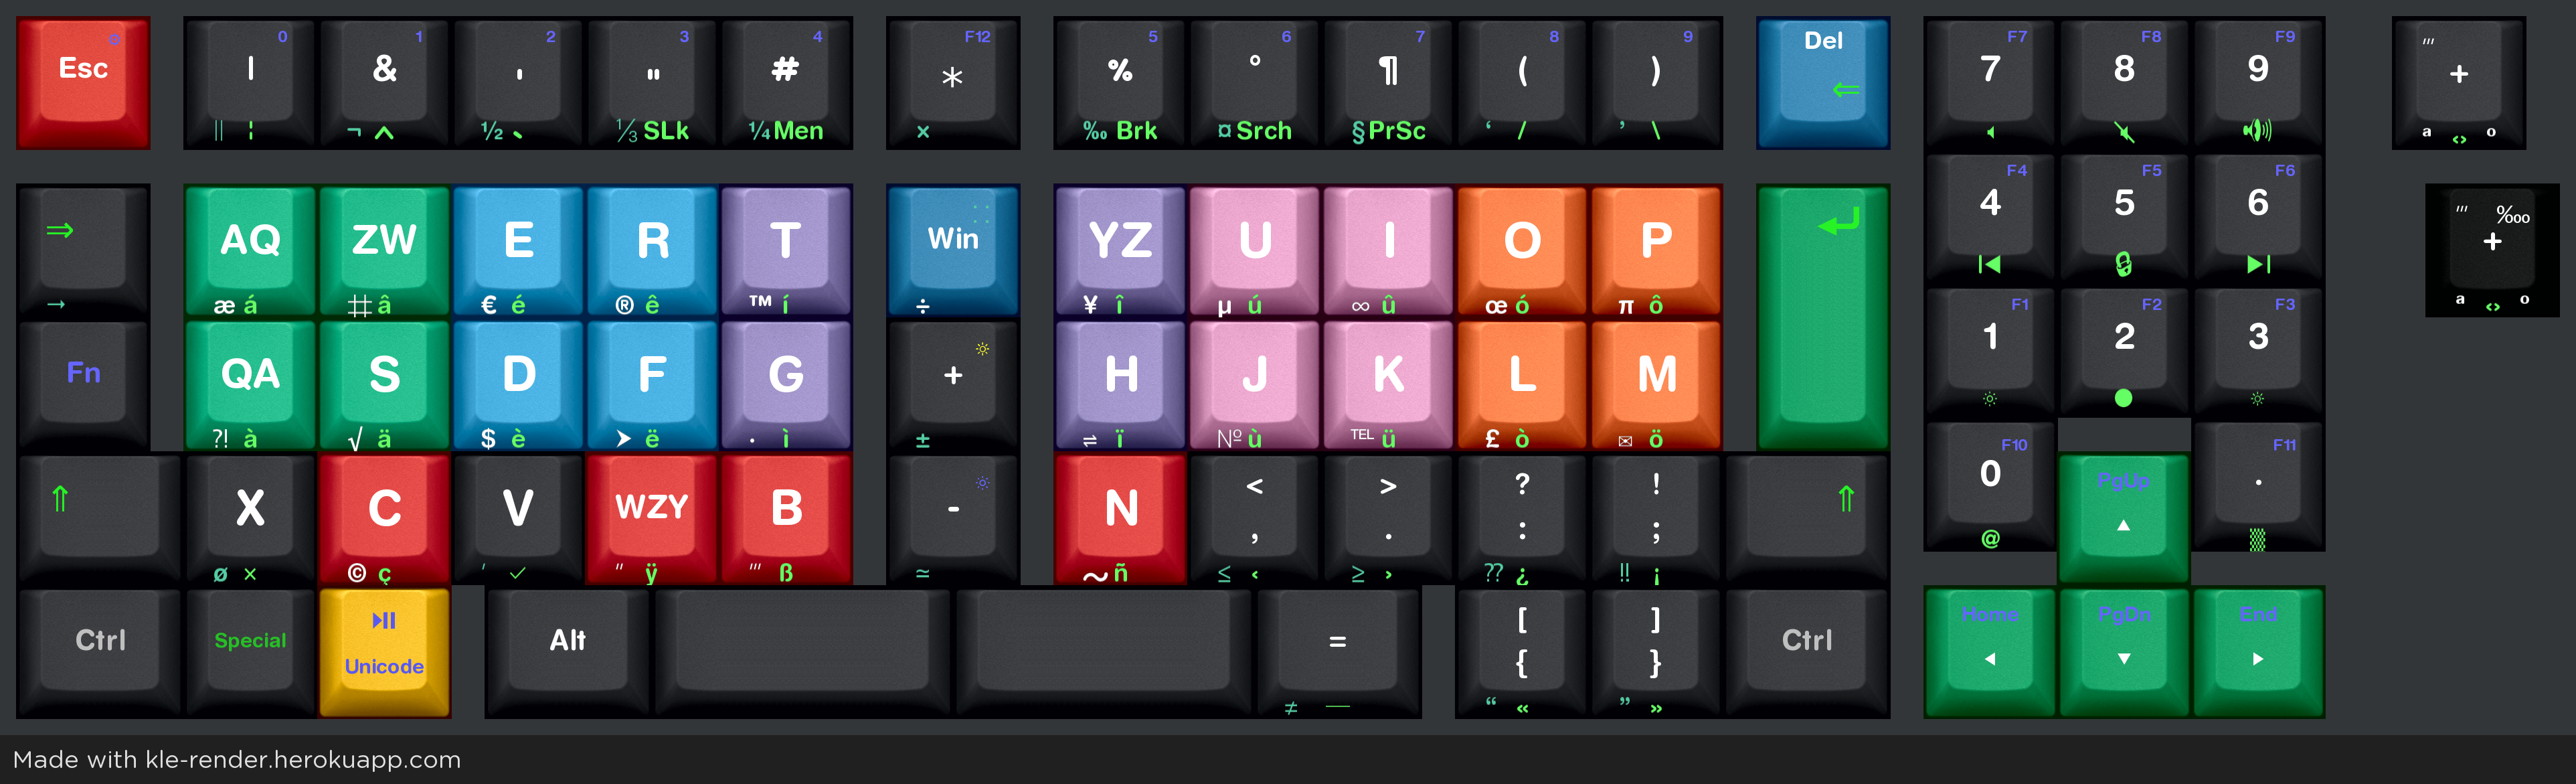 Esc ø
| 0 ‖ ¦
& 1 ¬ ^
' 2 ½ `
" 3 ⅓ SLk
# 4 ¼ Men
* F12 ×
% 5 ‰ Brk
° 6 ¤ Srch
¶ 7 § PrSc
( 8 ‘ /
) 9 ’ \
Del ⇐
7 F7
8 F8
9 F9
‴ + a <> o
⇒ →
AQ æ á
ZW # â
E € é
R ® ê
T ™ í
Win ÷
YZ ¥ î
U µ ú
I ∞ û
O œ ó
P π ô
4 F4
5 F5
6 F6
‴ ‱ + a <> o
Fn
QA ?! à
S √ ä
D $ è
F ➤ ë
G · ì
+ ±
H ⇌ ï
J Nº ù
K TEL ü
L £ ò
M ✉ ö
1 F1
2 F2
3 F3
⇑
X ø ×
C © ç
V ′ ✓
WZY ″ ÿ
B ‴ ß
- ≃
N ~ ñ
< , ≤ ‹
> . ≥ ›
? : ⁇ ¿
! ; ‼ ¡
⇑
0 F10 @
PgUp ▲
. F11 ▒
Ctrl
Special
Unicode
Alt
= ≠ —
[ { “ «
] } ” »
Ctrl
Home ◀
PgDn ▼
End ▶
Made with kle-render.herokuapp.com